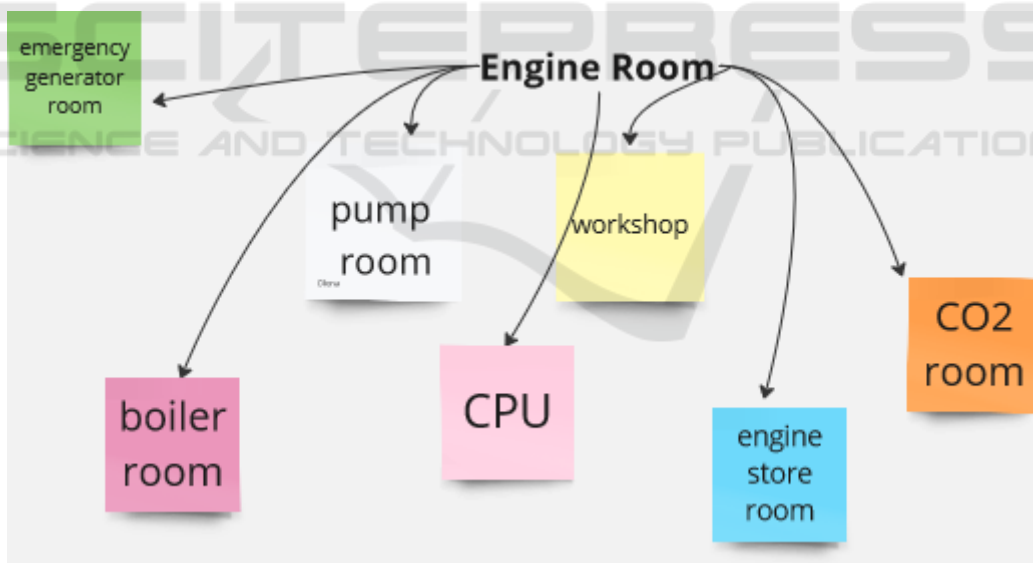 SCITEPRESS
SCIENCE AND TECHNOLOGY PUBLICATIONS
Engine Room
emergency
generator
room
pump
room
Olena
workshop
boiler
room
CPU
engine
store
room
CO2
room